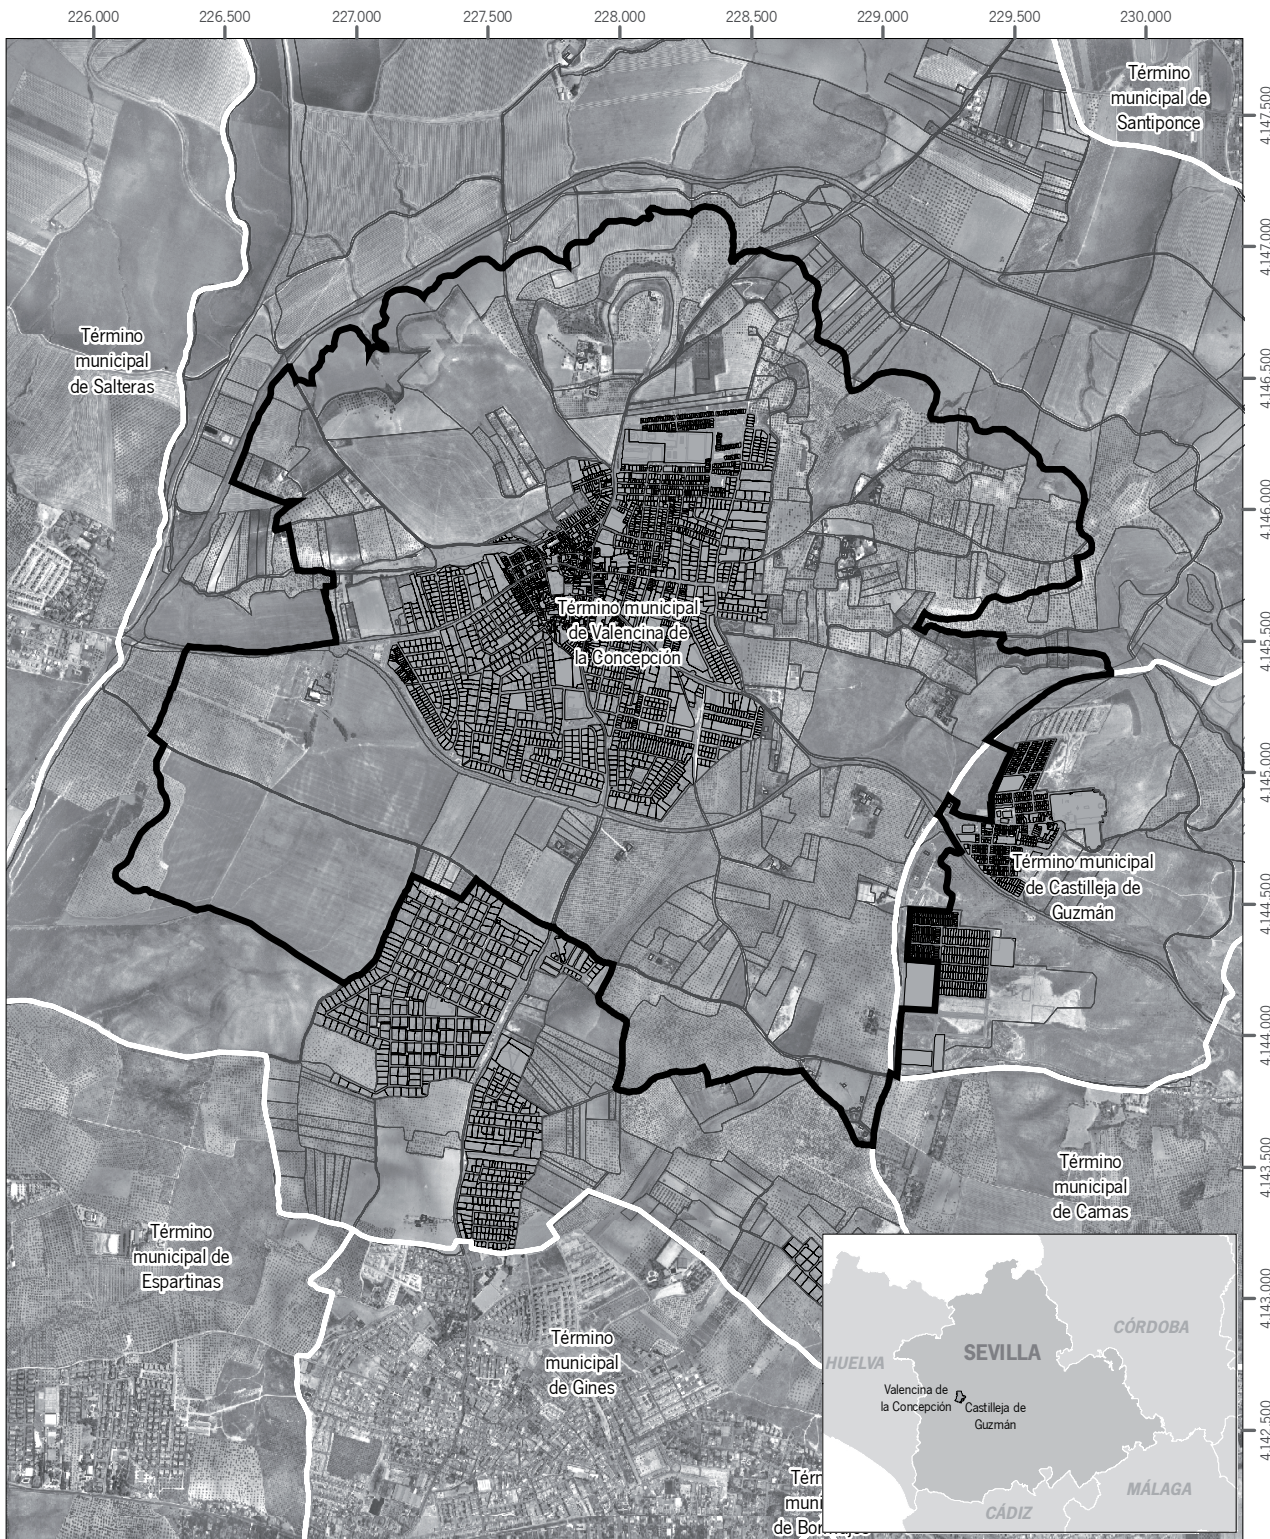 226.000
226.500
227.000
227.500
228.000
228.500
229.000
229.500
230.000
4.147.500
4.147.000
4.146.500
4.146.000
4.145.500
4.145.000
4.144.500
4.144.000
4.143.500
4.143.000
4.142.500
Término
municipal de
Santiponce
Término
municipal
de Salteras
Término municipal
de Valencina de
la Concepción
Término municipal
de Castilleja de
Guzmán
Término
municipal
de Camas
Término
municipal de
Espartinas
Término
municipal
de Gines
de
HUELVA
SEVILLA
CÓRDOBA
Valencina de
la Concepción
Castilleja de
Guzmán
MÁLAGA
CÁDIZ